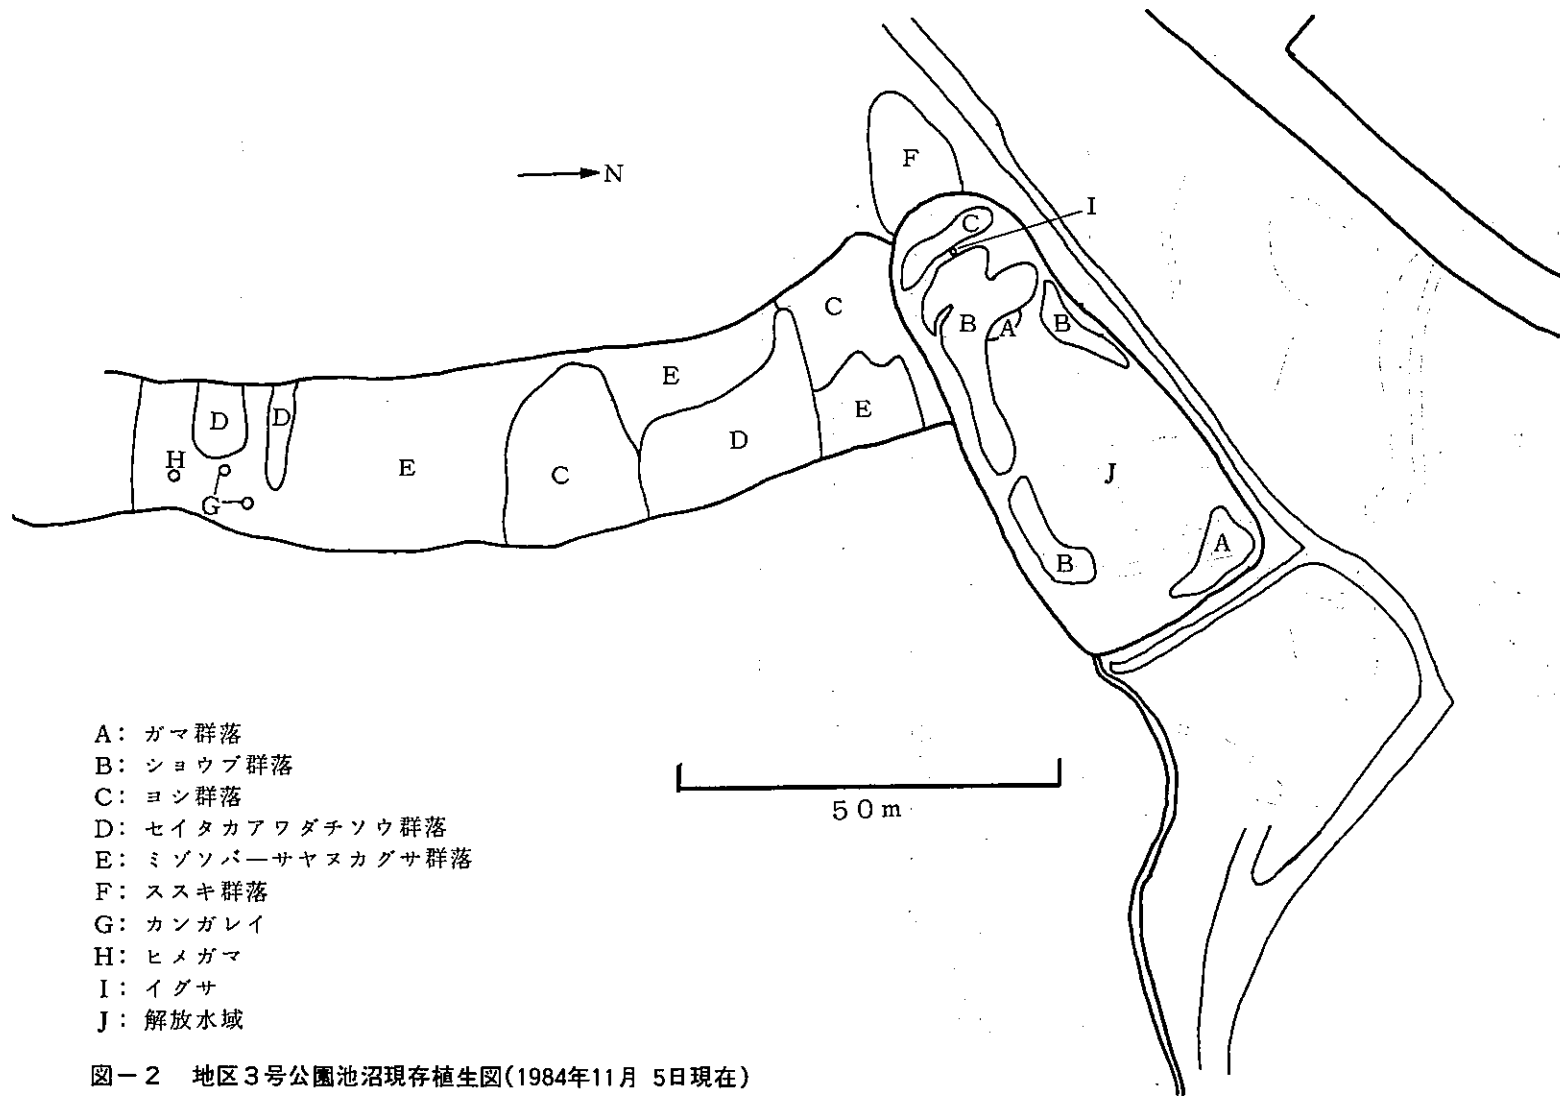 F
N
I
C
C
B
A
B
E
D
D
E
D
E
H
E
C
J
G
A
B
A: ガマ群落
B: ショウブ群落
C: ヨシ群落
D: セイタカアワダチソウ群落
E: ミゾソバ―サヤヌカグサ群落
F: ススキ群落
G: カンガレイ
H: ヒメガマ
I: イグサ
J: 解放水域
50m
図－2 地区3号公園池沼現存植生図(1984年11月 5日現在)